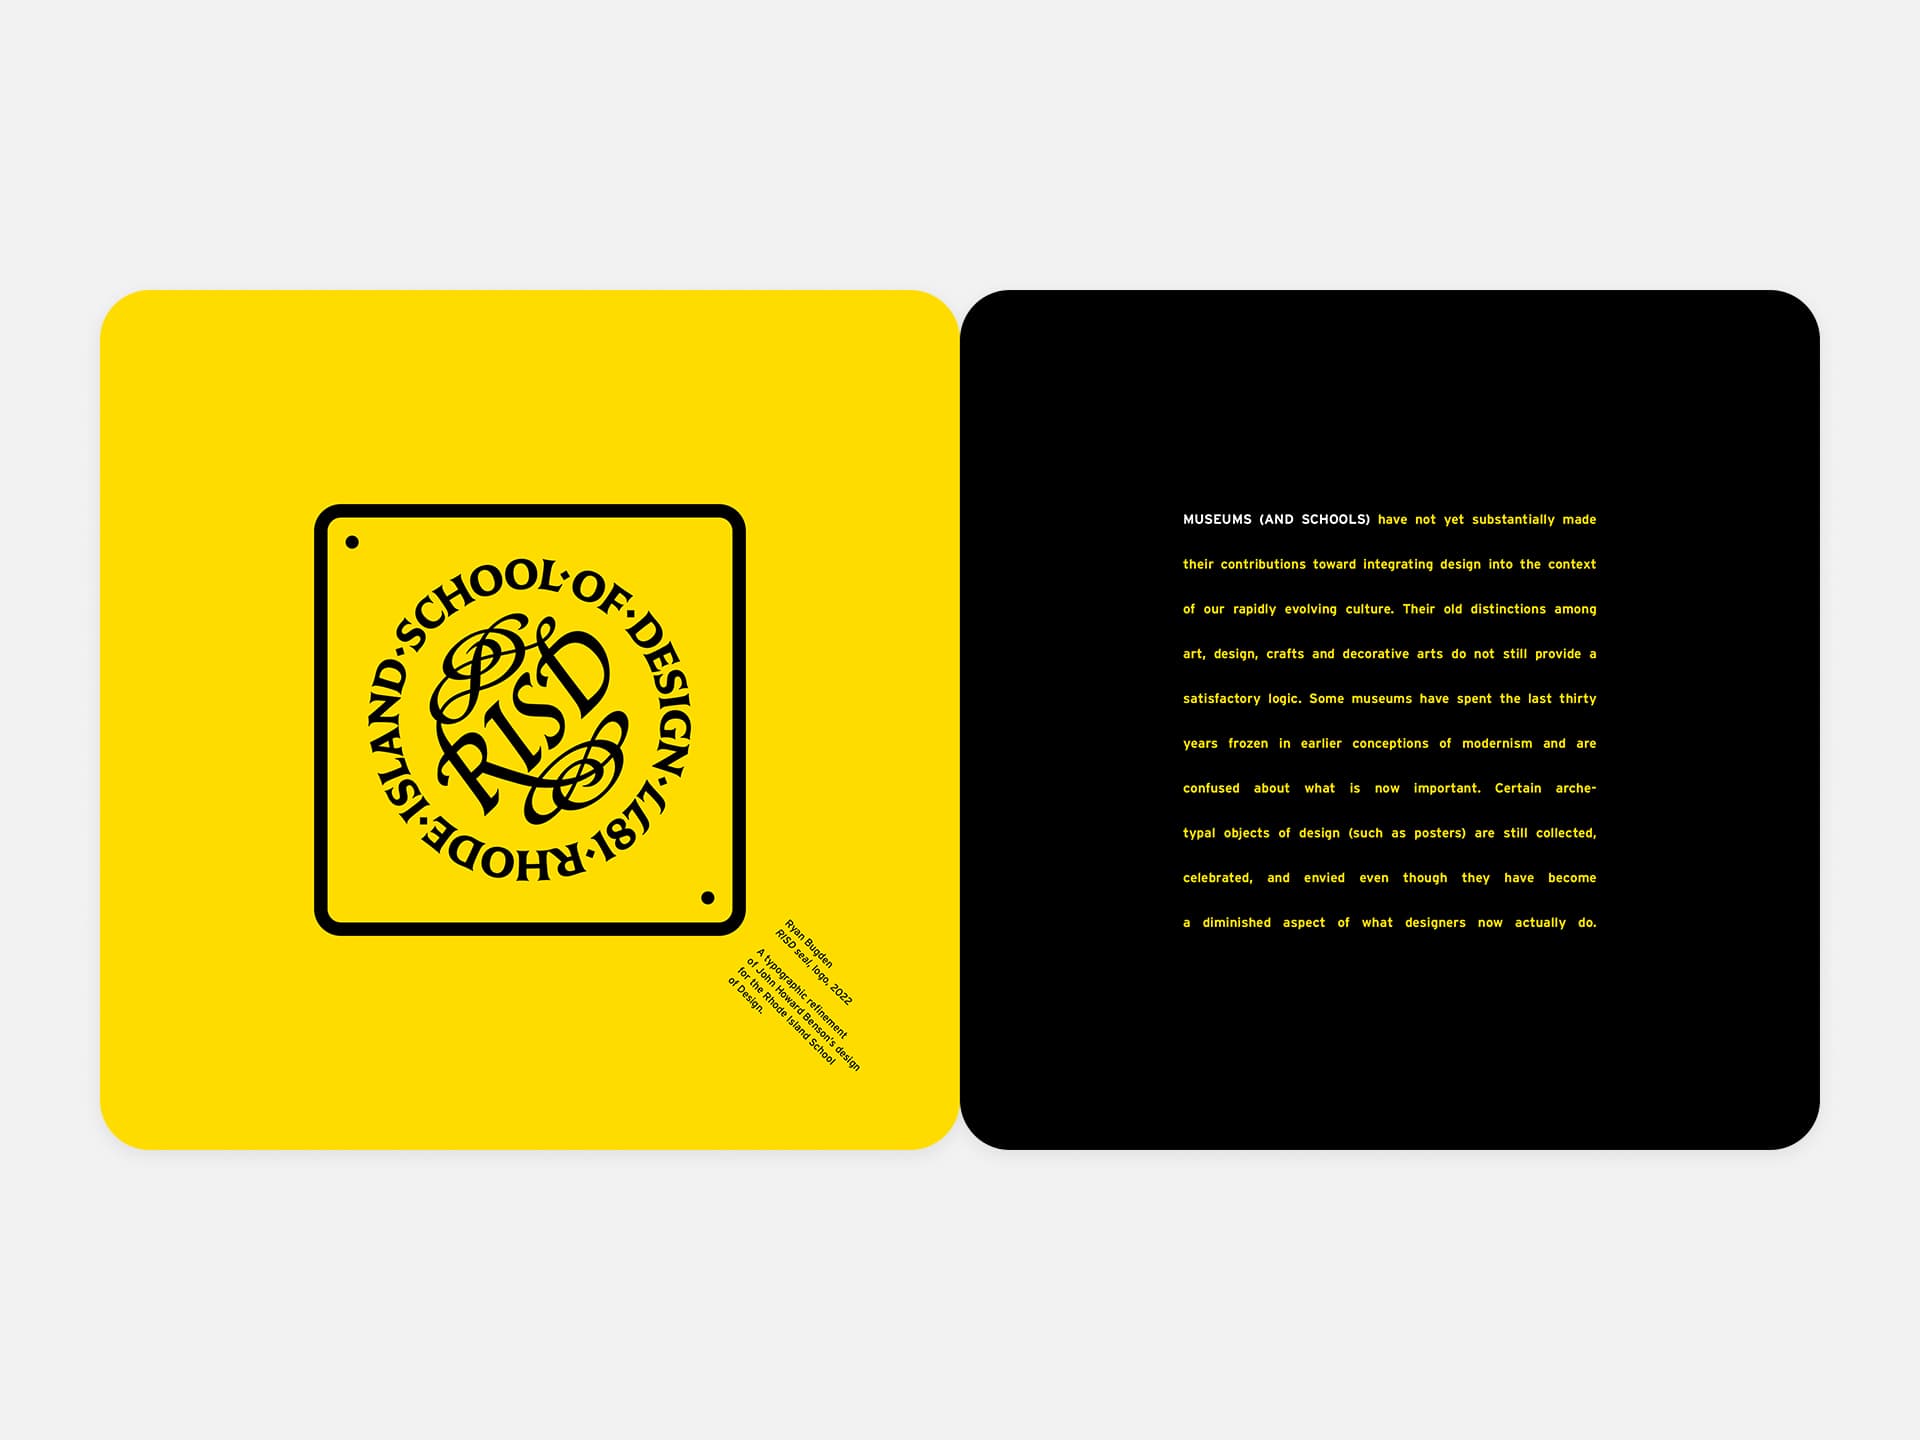 RHODE·ISLAND·SCHOOL·OF·DESIGN·1877·
RISD
Ryan Bugden
RISD seal, logo, 2022
A typographic refinement
of John Howard Benson's design
for the Rhode Island School
of Design.
MUSEUMS (AND SCHOOLS) have not yet substantially made
their contributions toward integrating design into the context
of our rapidly evolving culture. Their old distinctions among
art, design, crafts and decorative arts do not still provide a
satisfactory logic. Some museums have spent the last thirty
years frozen in earlier conceptions of modernism and are
confused about what is now important. Certain arche-
typal objects of design (such as posters) are still collected,
celebrated, and envied even though they have become
a diminished aspect of what designers now actually do.